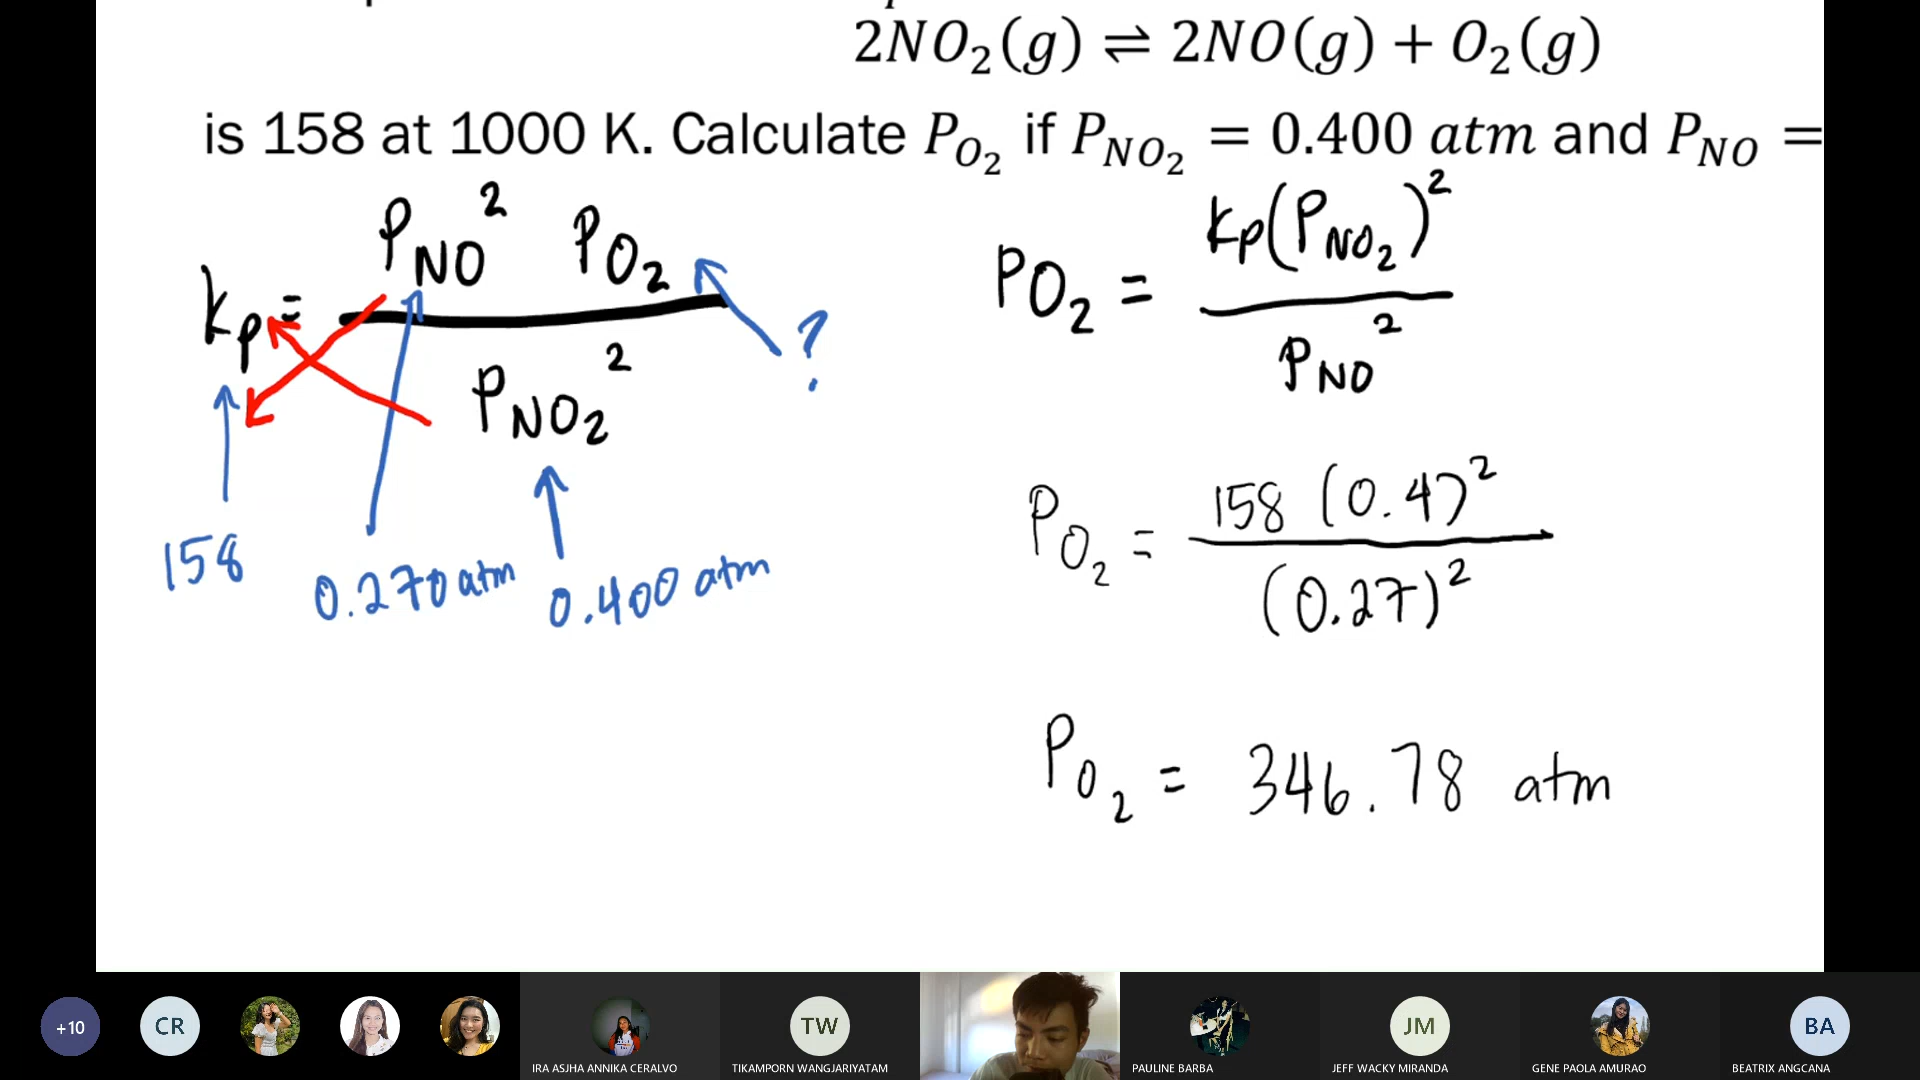 2NO₂(g) ⇌ 2NO(g) + O₂(g)
is 158 at 1000 K. Calculate P_O₂ if P_NO₂ = 0.400 atm and P_NO =
kp = P_NO² P_O₂ / P_NO₂²
?
158
0.270 atm
0.400 atm
PO₂ = kp(P_NO₂)² / P_NO²
P_O₂ = 158 (0.4)² / (0.27)²
P_O₂ = 346.78 atm
+10
CR
IRA ASJHA ANNIKA CERALVO
TW
TIKAMPORN WANGJARIYATAM
PAULINE BARBA
JM
JEFF WACKY MIRANDA
GENE PAOLA AMURAO
BA
BEATRIX ANGCANA